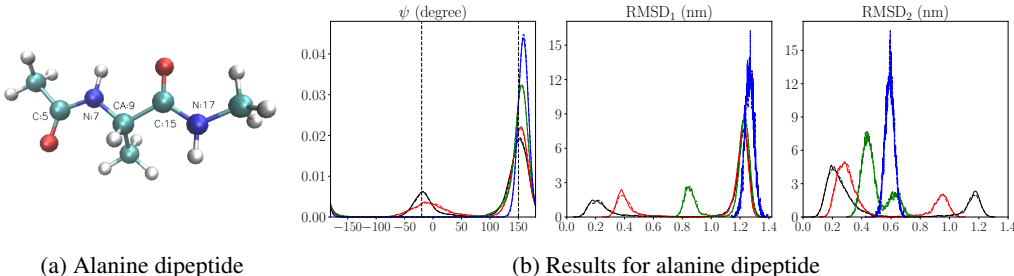 C:5
N:7
CA:9
C:15
N:17
(a) Alanine dipeptide
ψ (degree)
0.04
0.03
0.02
0.01
0.00
−150 −100 −50 0 50 100 150
RMSD₁ (nm)
15
12
9
6
3
0
0.0 0.2 0.4 0.6 0.8 1.0 1.2 1.4
RMSD₂ (nm)
15
12
9
6
3
0
0.0 0.2 0.4 0.6 0.8 1.0 1.2 1.4
(b) Results for alanine dipeptide